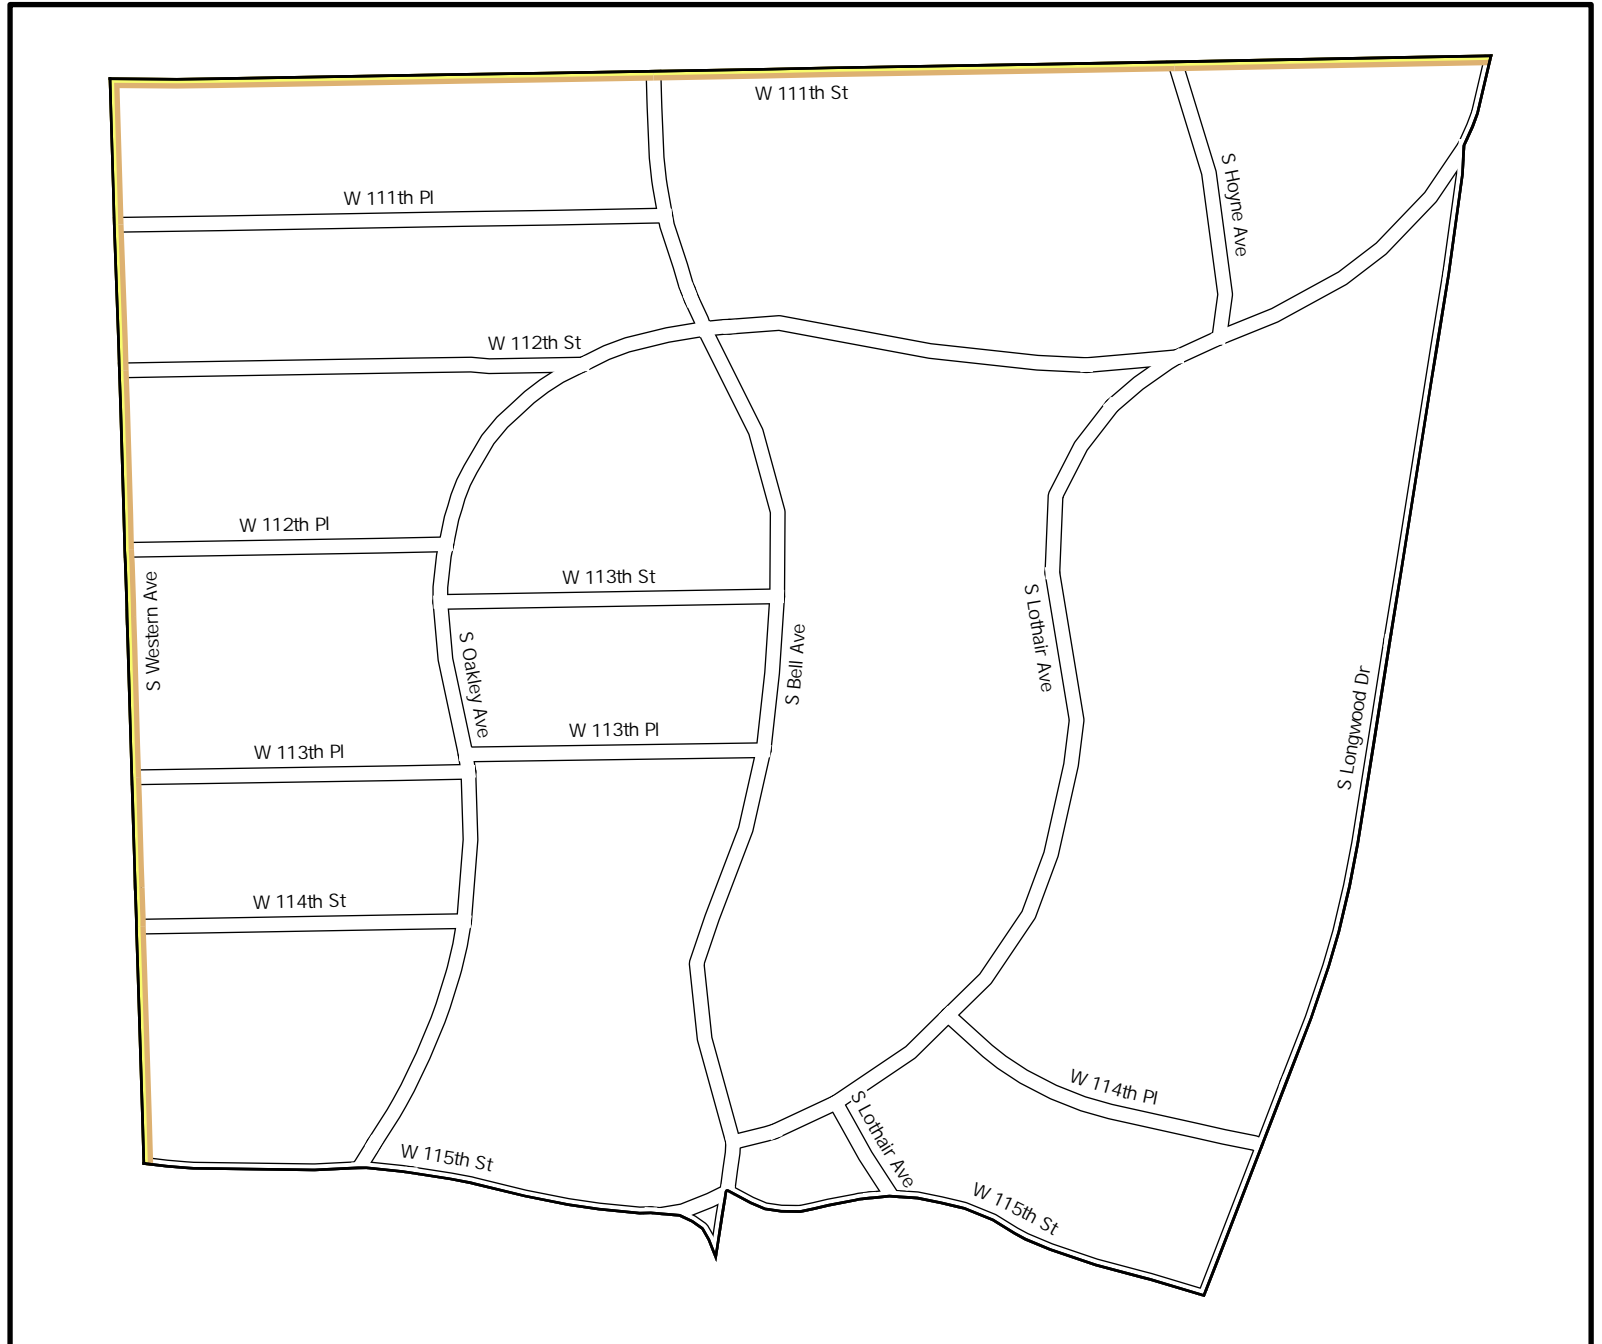 W 111th St
S Hoyne Ave
W 111th Pl
W 112th St
W 112th Pl
W 113th St
S Western Ave
S Oakley Ave
S Bell Ave
S Lothair Ave
S Longwood Dr
W 113th Pl
W 113th Pl
W 114th St
W 114th Pl
S Lothair Ave
W 115th St
W 115th St